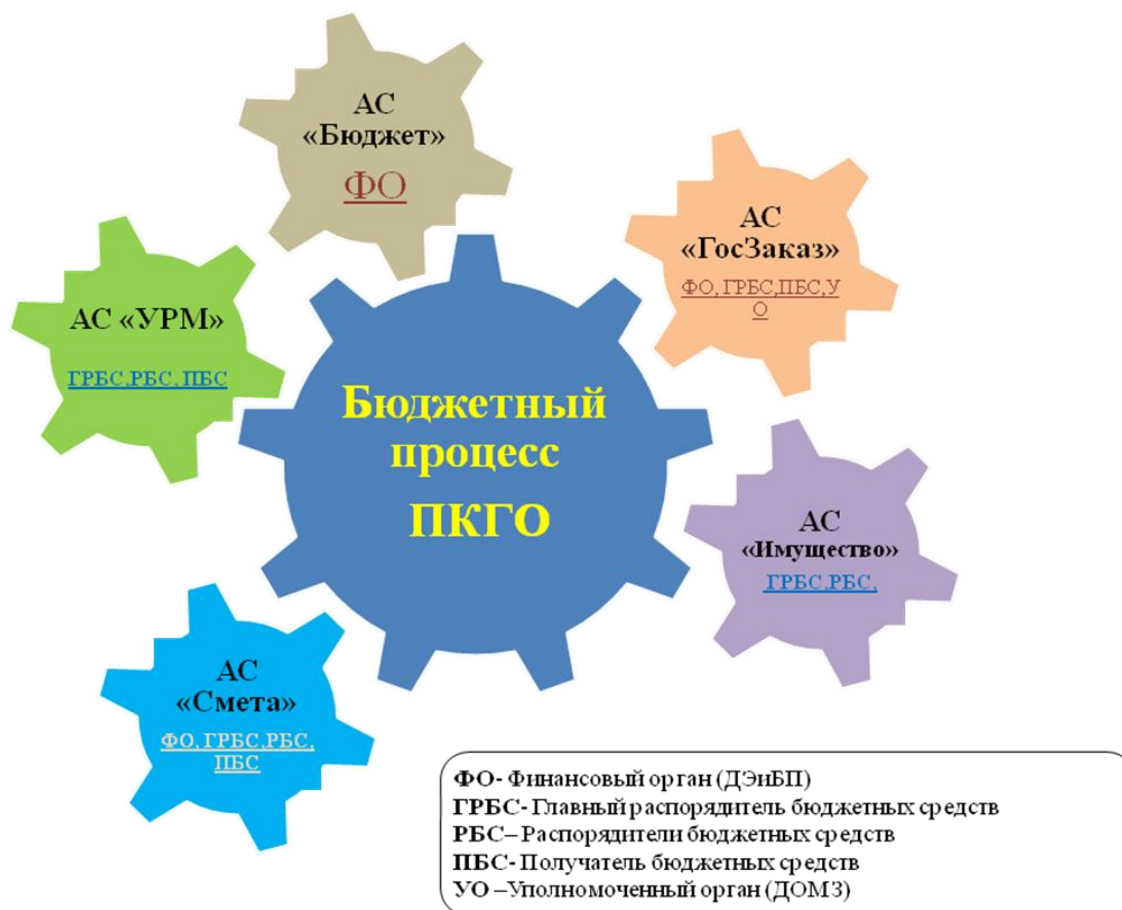 АС
«Бюджет»
ФО
АС
«ГосЗаказ»
ФО, ГРБС,ПБС,У
О
АС «УРМ»
ГРБС,РБС, ПБС
Бюджетный
процесс
ПКГО
АС
«Имущество»
ГРБС,РБС,
АС
«Смета»
ФО, ГРБС,РБС,
ПБС
ФО- Финансовый орган (ДЭиБП)
ГРБС- Главный распорядитель бюджетных средств
РБС– Распорядители бюджетных средств
ПБС- Получатель бюджетных средств
УО –Уполномоченный орган (ДОМЗ)